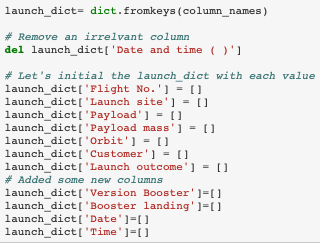 launch_dict= dict.fromkeys(column_names)
# Remove an irrelvant column
del launch_dict['Date and time ( )']
# Let's initial the launch_dict with each value
launch_dict['Flight No.'] = []
launch_dict['Launch site'] = []
launch_dict['Payload'] = []
launch_dict['Payload mass'] = []
launch_dict['Orbit'] = []
launch_dict['Customer'] = []
launch_dict['Launch outcome'] = []
# Added some new columns
launch_dict['Version Booster']=[]
launch_dict['Booster landing']=[]
launch_dict['Date']=[]
launch_dict['Time']=[]